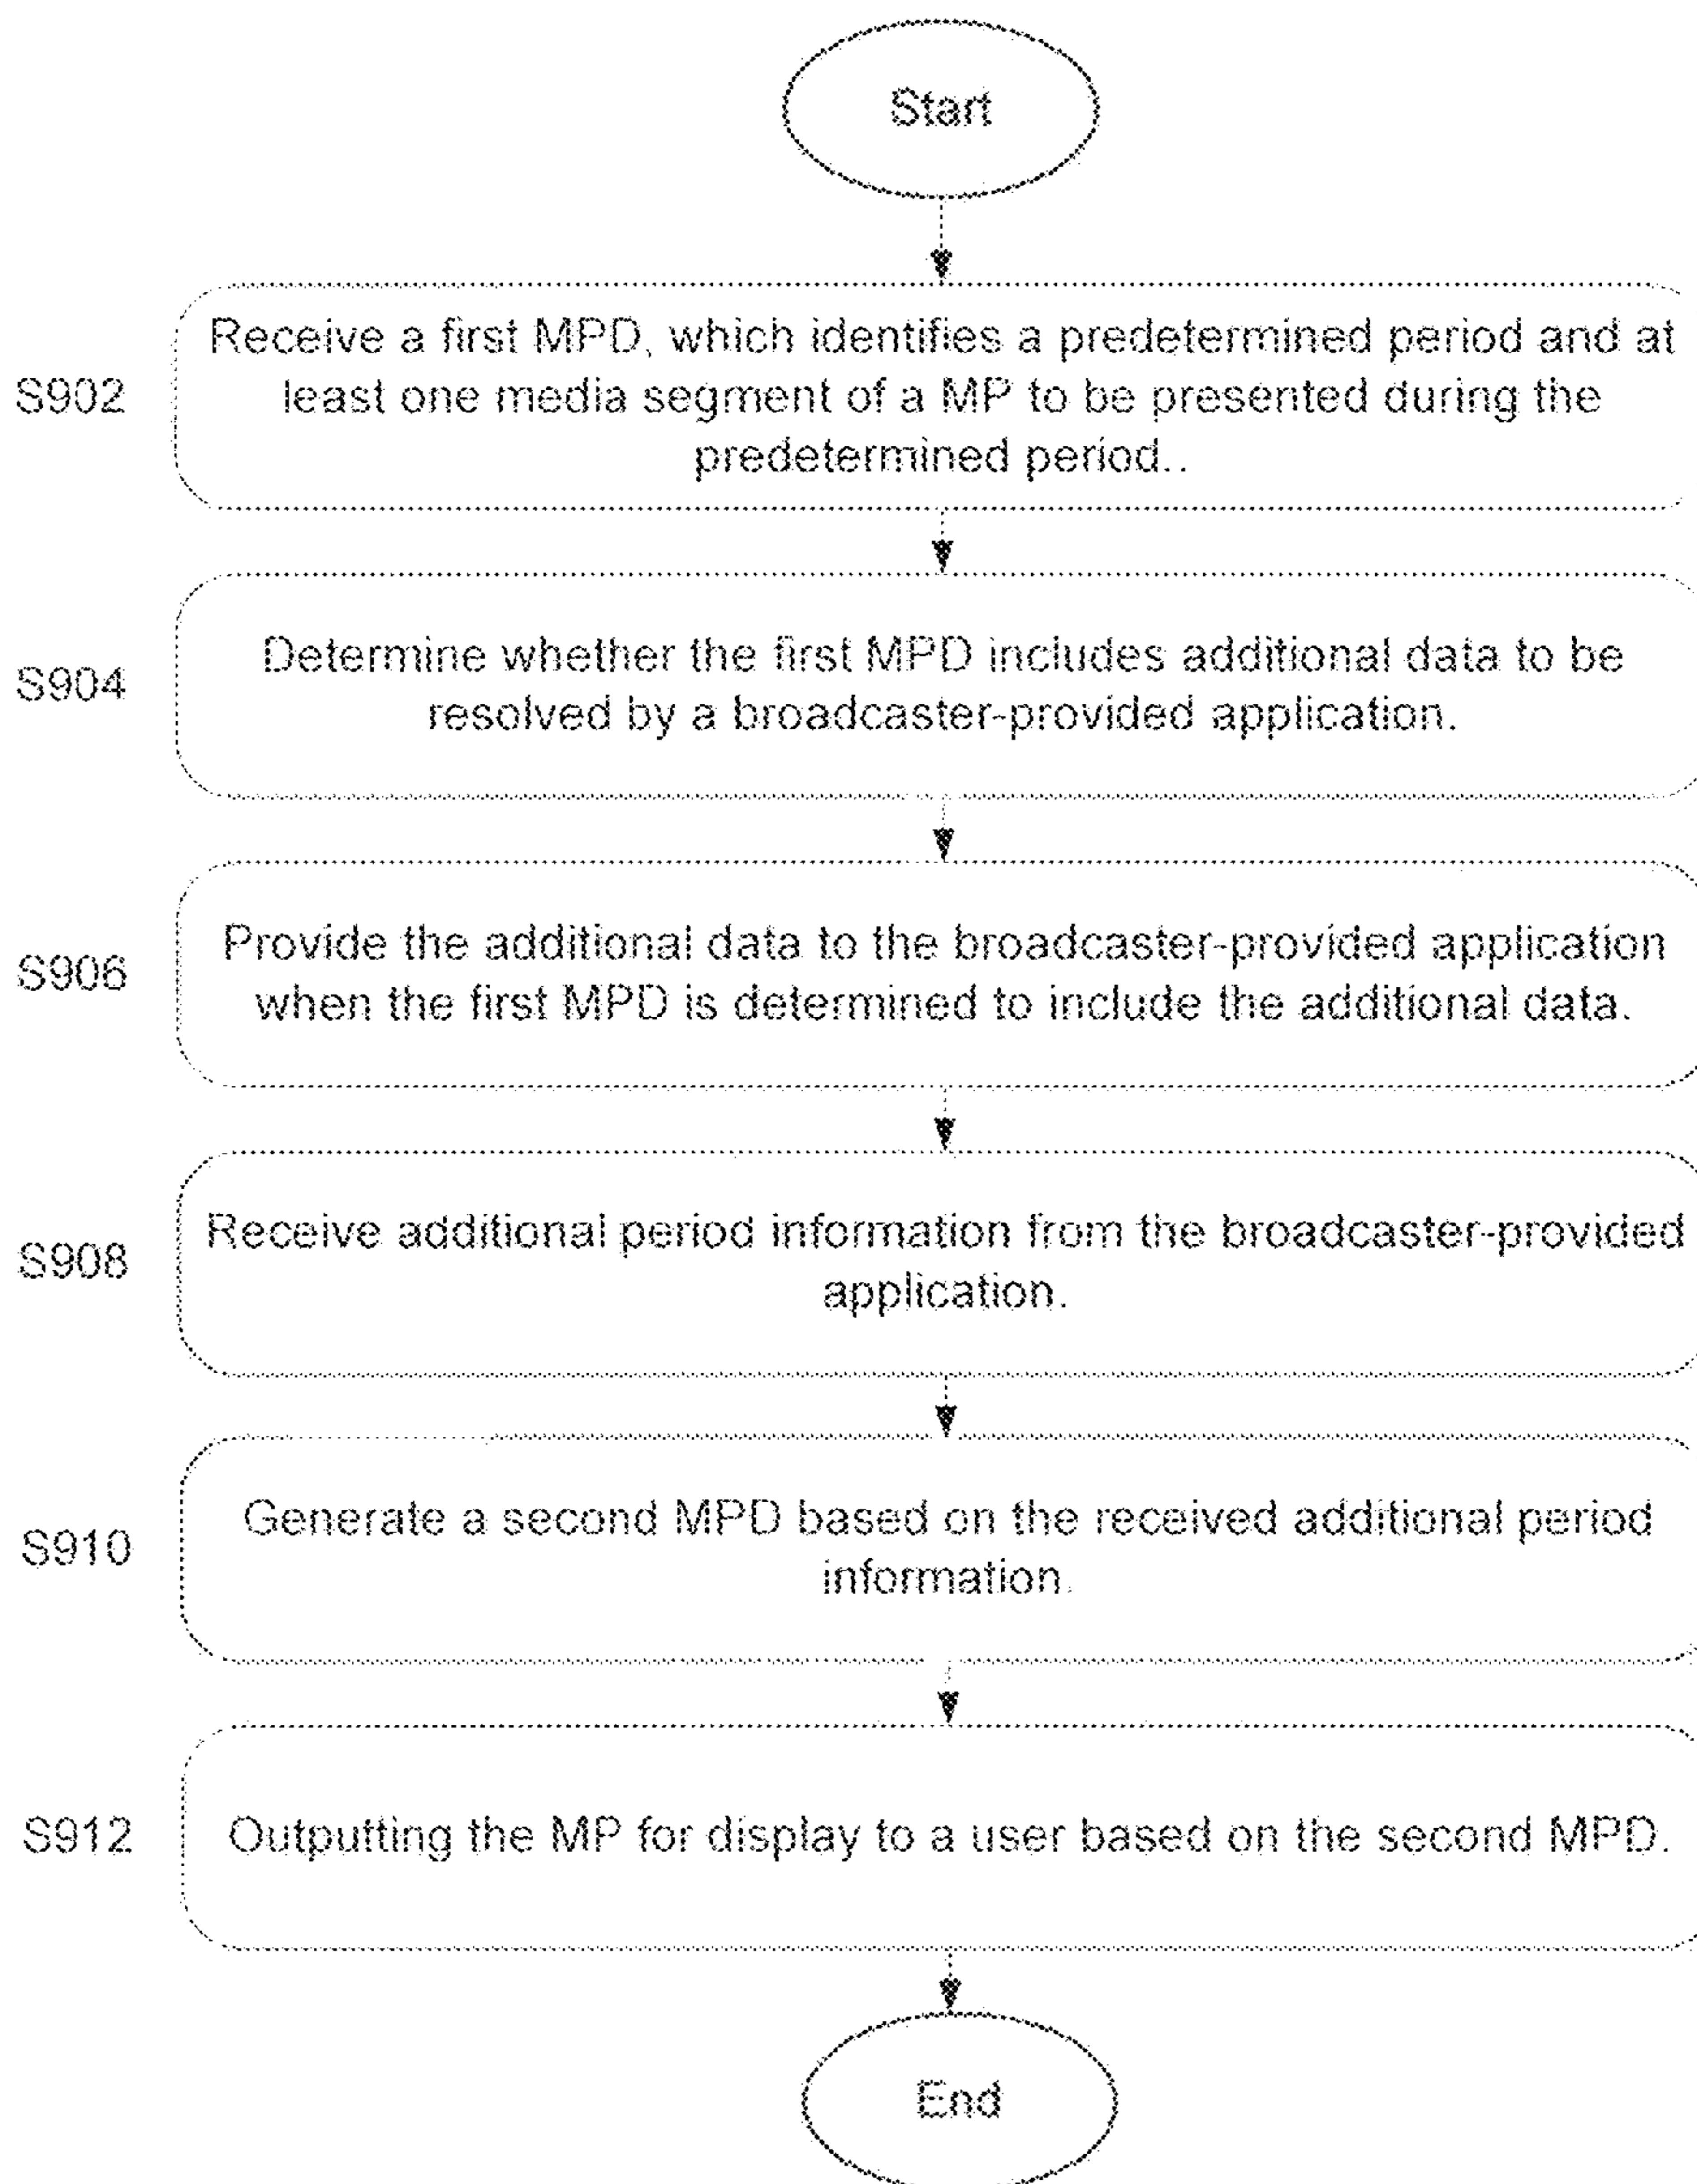 Start
S902
Receive a first MPD, which identifies a predetermined period and at
least one media segment of a MP to be presented during the
predetermined period..
S904
Determine whether the first MPD includes additional data to be
resolved by a broadcaster-provided application.
S906
Provide the additional data to the broadcaster-provided application
when the first MPD is determined to include the additional data.
S908
Receive additional period information from the broadcaster-provided
application.
S910
Generate a second MPD based on the received additional period
information.
S912
Outputting the MP for display to a user based on the second MPD.
End